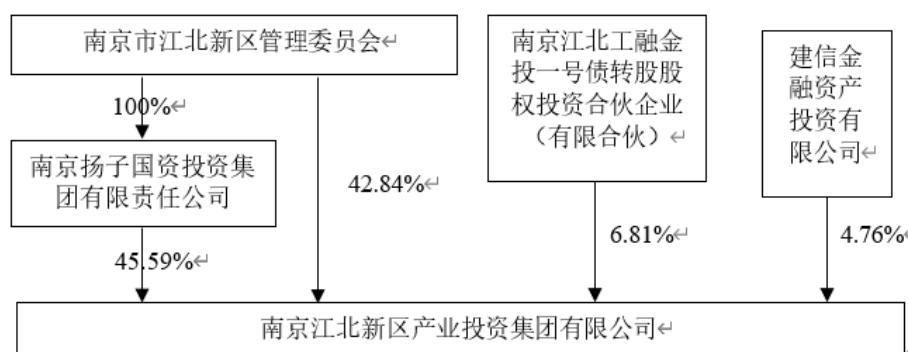 南京市江北新区管理委员会↵
南京江北工融金
投一号债转股股
权投资合伙企业
（有限合伙）↵
建信金
融资产
投资有
限公司↵
100%↵
南京扬子国资投资集
团有限责任公司
42.84%↵
6.81%↵
4.76%↵
45.59%↵
南京江北新区产业投资集团有限公司↵